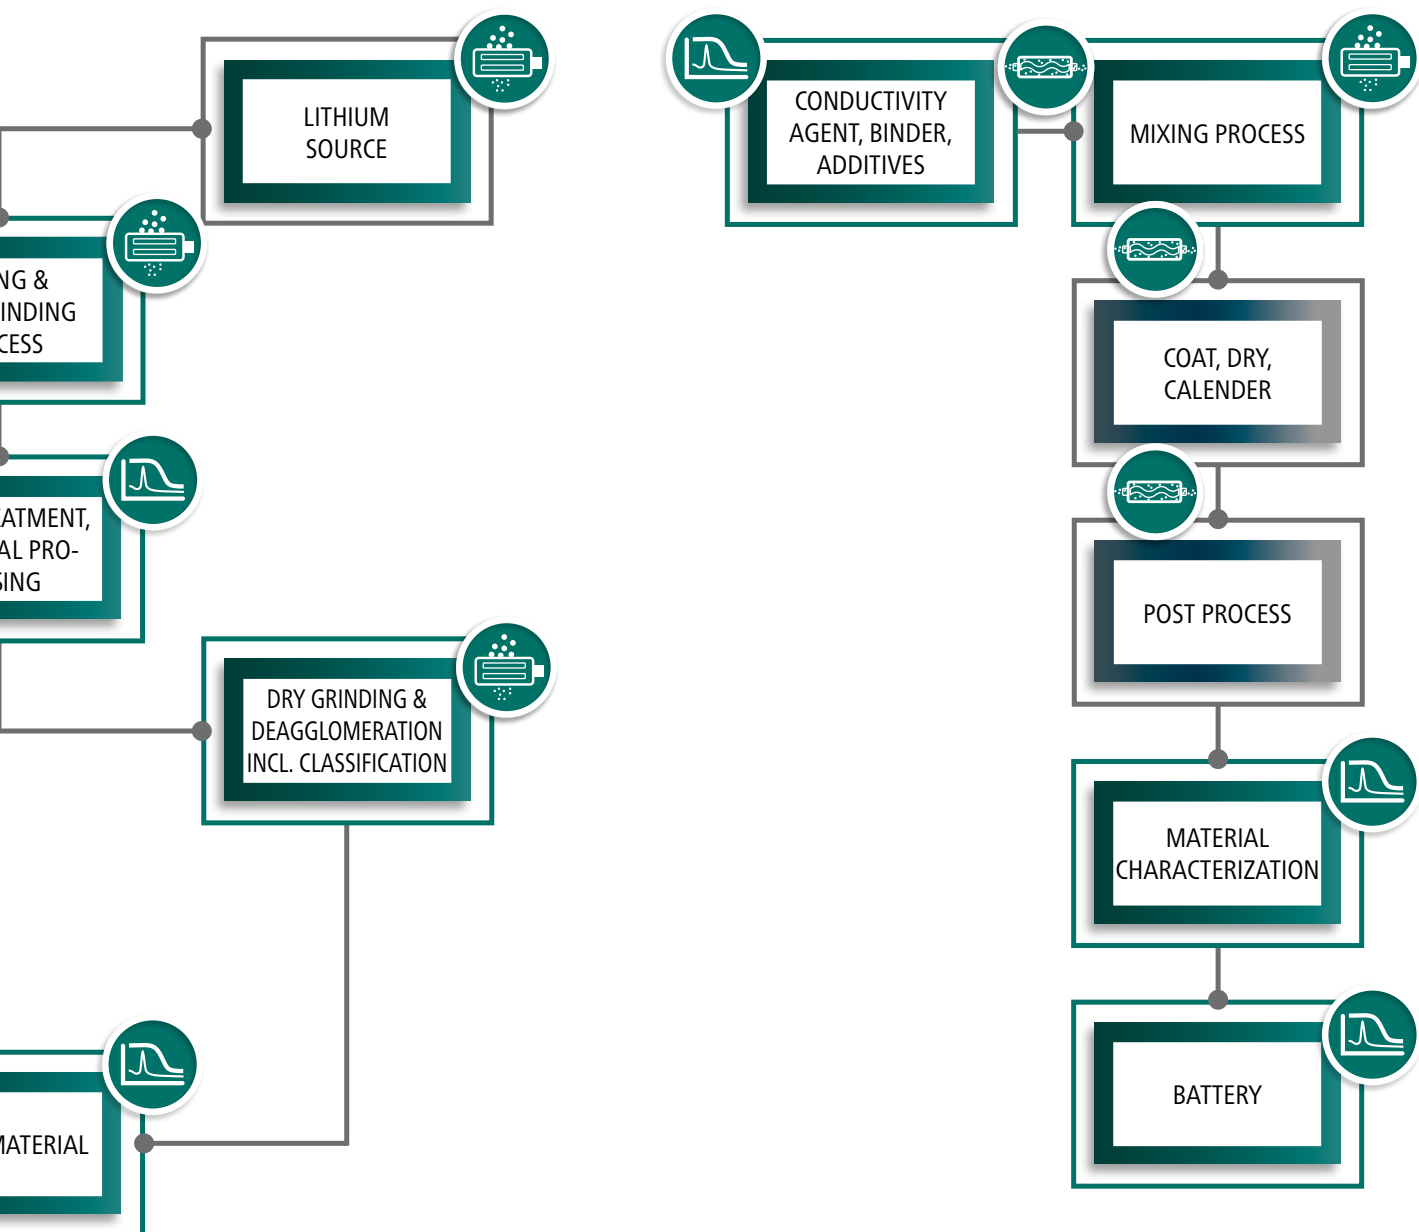 LITHIUM
SOURCE
NG &
INDING
CESS
EATMENT,
AL PRO-
SING
DRY GRINDING &
DEAGGLOMERATION
INCL. CLASSIFICATION
MATERIAL
CONDUCTIVITY
AGENT, BINDER,
ADDITIVES
MIXING PROCESS
COAT, DRY,
CALENDER
POST PROCESS
MATERIAL
CHARACTERIZATION
BATTERY